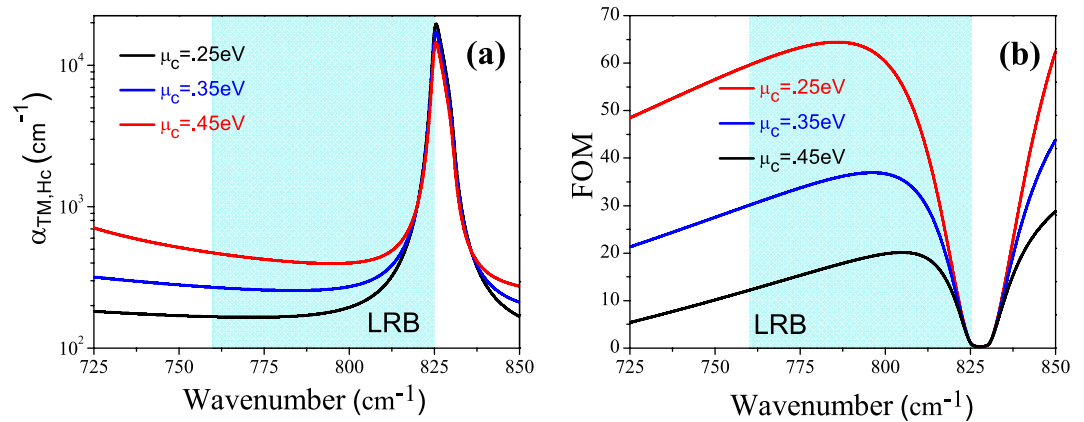 (a)
μc=.25eV
μc=.35eV
μc=.45eV
LRB
αTM,Hc (cm-1)
10^4
10^3
10^2
725 750 775 800 825 850
Wavenumber (cm-1)
(b)
μc=.25eV
μc=.35eV
μc=.45eV
LRB
FOM
70
60
50
40
30
20
10
0
725 750 775 800 825 850
Wavenumber (cm-1)